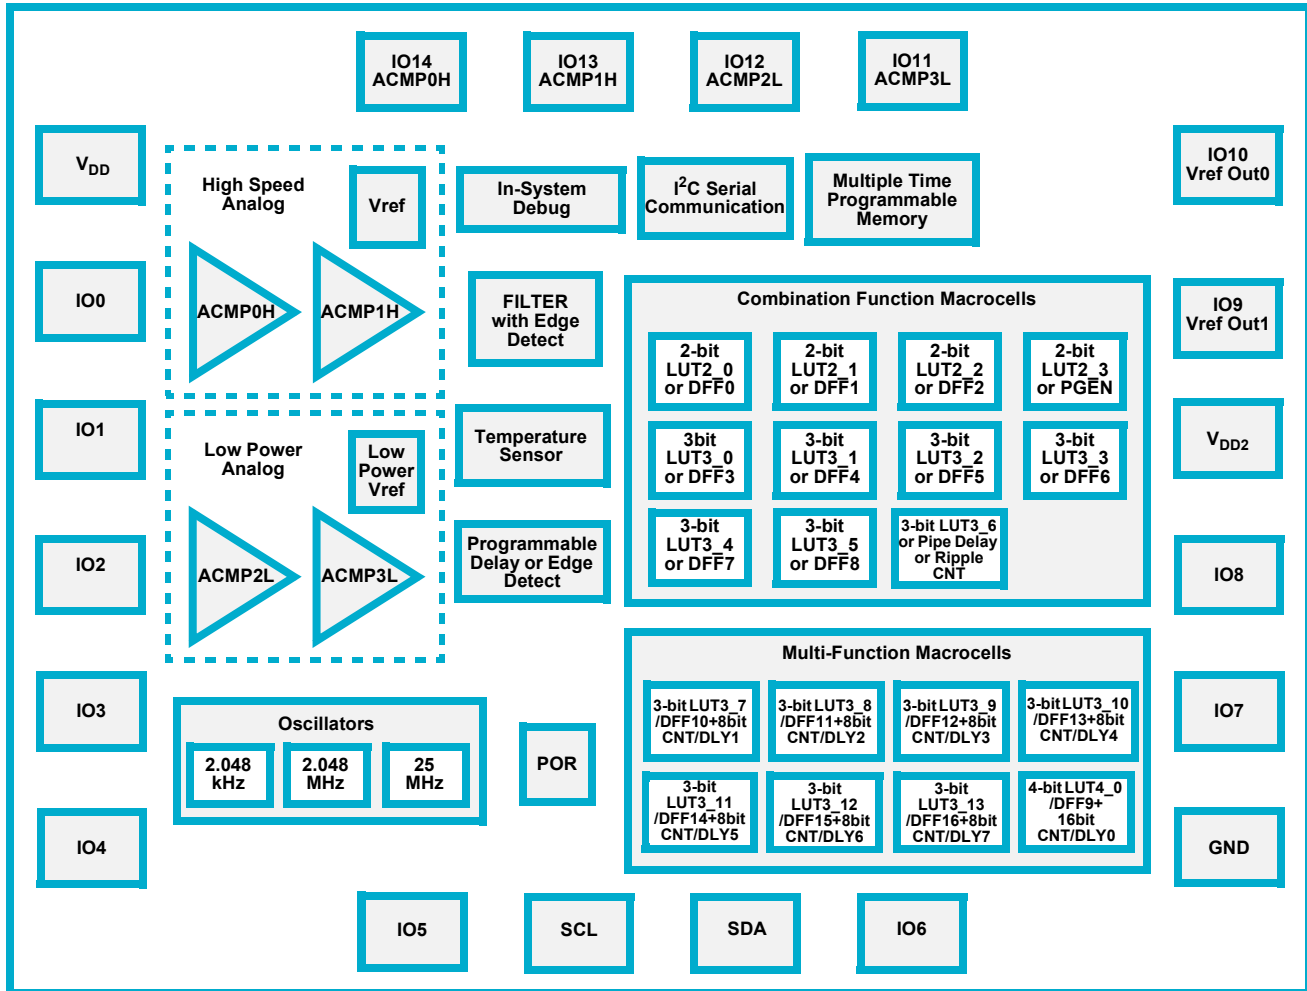 IO14
ACMP0H
IO13
ACMP1H
IO12
ACMP2L
IO11
ACMP3L
VDD
IO0
IO1
IO2
IO3
IO4
High Speed
Analog
Vref
ACMP0H
ACMP1H
Low Power
Analog
Low
Power
Vref
ACMP2L
ACMP3L
In-System
Debug
I2C Serial
Communication
Multiple Time
Programmable
Memory
FILTER
with Edge
Detect
Temperature
Sensor
Programmable
Delay or Edge
Detect
Combination Function Macrocells
2-bit
LUT2_0
or DFF0
2-bit
LUT2_1
or DFF1
2-bit
LUT2_2
or DFF2
2-bit
LUT2_3
or PGEN
3bit
LUT3_0
or DFF3
3-bit
LUT3_1
or DFF4
3-bit
LUT3_2
or DFF5
3-bit
LUT3_3
or DFF6
3-bit
LUT3_4
or DFF7
3-bit
LUT3_5
or DFF8
3-bit LUT3_6
or Pipe Delay
or Ripple
CNT
Multi-Function Macrocells
3-bit LUT3_7
/DFF10+8bit
CNT/DLY1
3-bit LUT3_8
/DFF11+8bit
CNT/DLY2
3-bit LUT3_9
/DFF12+8bit
CNT/DLY3
3-bit LUT3_10
/DFF13+8bit
CNT/DLY4
3-bit
LUT3_11
/DFF14+8bit
CNT/DLY5
3-bit
LUT3_12
/DFF15+8bit
CNT/DLY6
3-bit
LUT3_13
/DFF16+8bit
CNT/DLY7
4-bit LUT4_0
/DFF9+
16bit
CNT/DLY0
Oscillators
2.048
kHz
2.048
MHz
25
MHz
POR
IO10
Vref Out0
IO9
Vref Out1
VDD2
IO8
IO7
GND
IO5
SCL
SDA
IO6